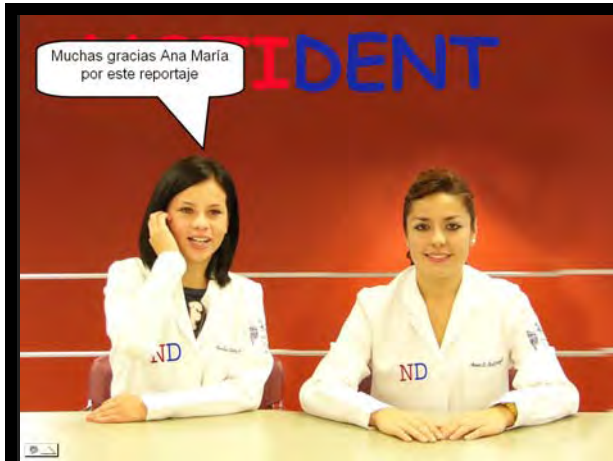 IDENT
Muchas gracias Ana María
por este reportaje
ND
ND